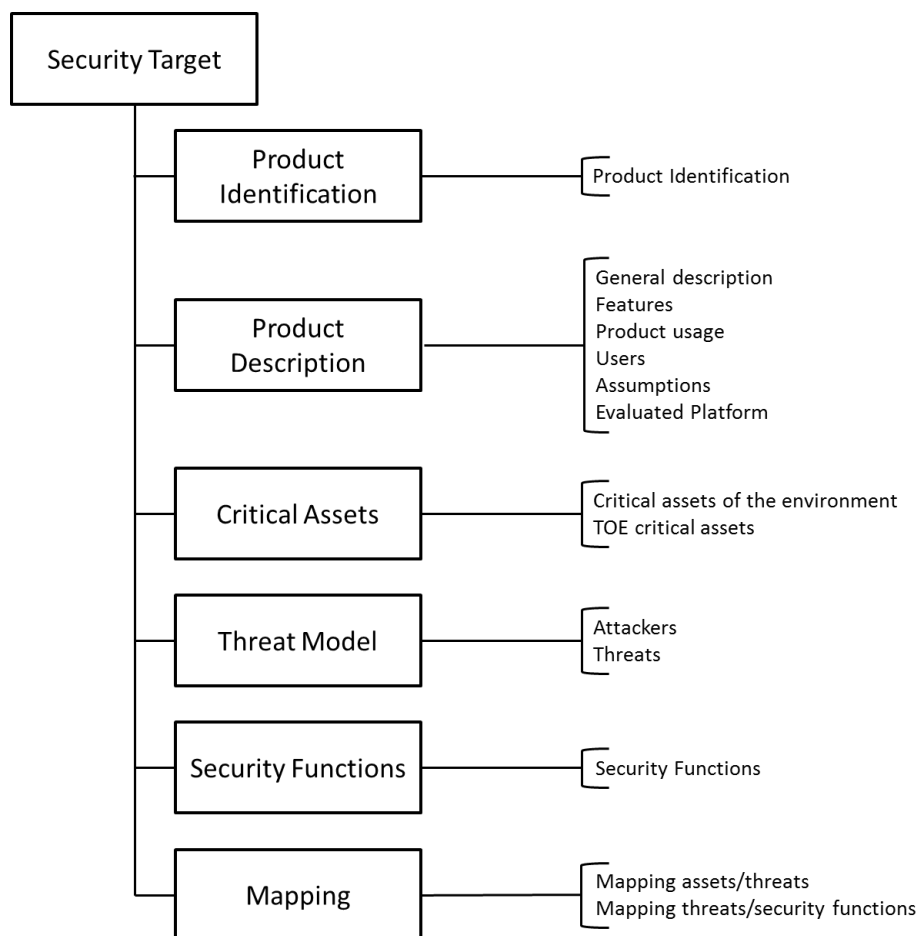 Security Target
Product
Identification
Product Identification
Product
Description
General description
Features
Product usage
Users
Assumptions
Evaluated Platform
Critical Assets
Critical assets of the environment
TOE critical assets
Threat Model
Attackers
Threats
Security Functions
Security Functions
Mapping
Mapping assets/threats
Mapping threats/security functions